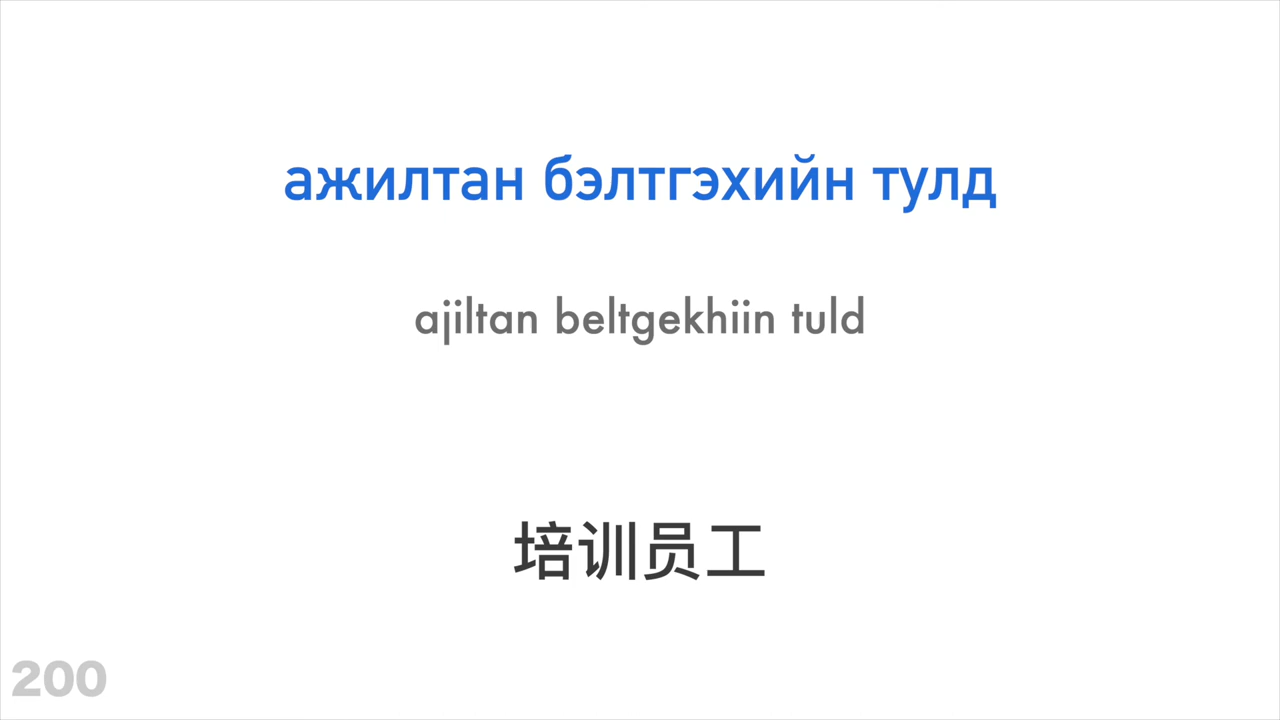 ажилтан бэлтгэхийн тулд
ajiltan beltgekhiin tuld
培训员工
200